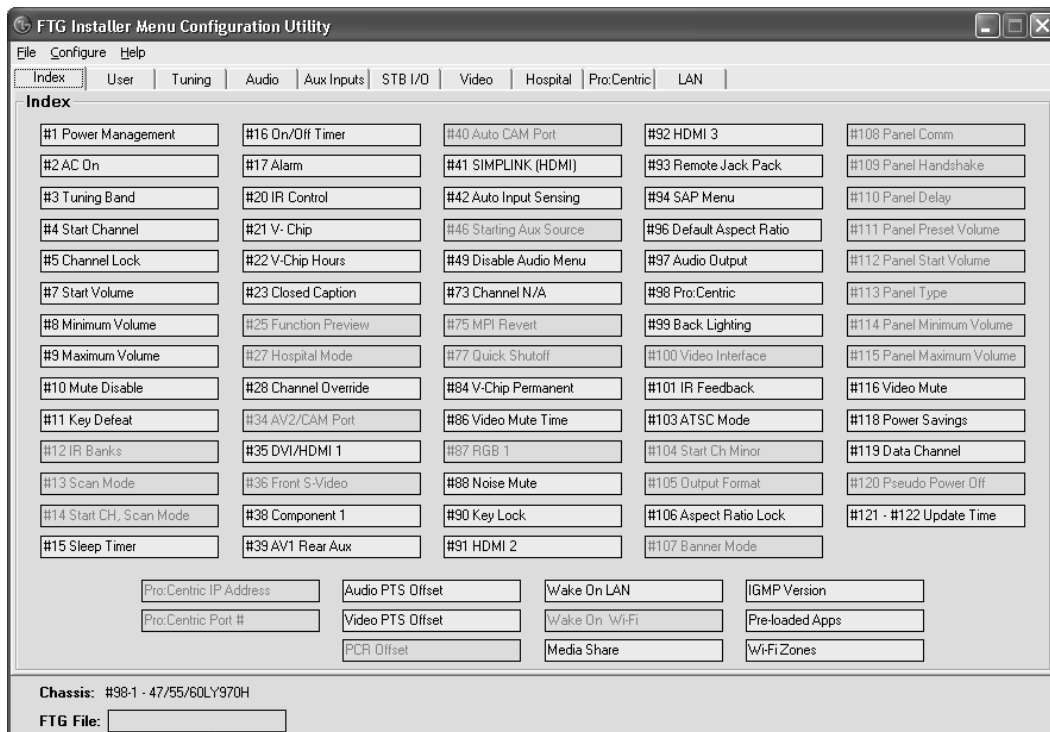 FTG Installer Menu Configuration Utility
File Configure Help
Index User Tuning Audio Aux Inputs STB I/O Video Hospital Pro:Centric LAN
Index
#1 Power Management #16 On/Off Timer #40 Auto CAM Port #92 HDMI 3 #108 Panel Comm
#2 AC On #17 Alarm #41 SIMPLINK (HDMI) #93 Remote Jack Pack #109 Panel Handshake
#3 Tuning Band #20 IR Control #42 Auto Input Sensing #94 SAP Menu #110 Panel Delay
#4 Start Channel #21 V- Chip #46 Starting Aux Source #96 Default Aspect Ratio #111 Panel Preset Volume
#5 Channel Lock #22 V-Chip Hours #49 Disable Audio Menu #97 Audio Output #112 Panel Start Volume
#7 Start Volume #23 Closed Caption #73 Channel N/A #98 Pro:Centric #113 Panel Type
#8 Minimum Volume #25 Function Preview #75 MPI Revert #99 Back Lighting #114 Panel Minimum Volume
#9 Maximum Volume #27 Hospital Mode #77 Quick Shutoff #100 Video Interface #115 Panel Maximum Volume
#10 Mute Disable #28 Channel Override #84 V-Chip Permanent #101 IR Feedback #116 Video Mute
#11 Key Defeat #34 AV2/CAM Port #86 Video Mute Time #103 ATSC Mode #118 Power Savings
#12 IR Banks #35 DVI/HDMI 1 #87 RGB 1 #104 Start Ch Minor #119 Data Channel
#13 Scan Mode #36 Front S-Video #88 Noise Mute #105 Output Format #120 Pseudo Power Off
#14 Start CH, Scan Mode #38 Component 1 #90 Key Lock #106 Aspect Ratio Lock #121 - #122 Update Time
#15 Sleep Timer #39 AV1 Rear Aux #91 HDMI 2 #107 Banner Mode
Pro:Centric IP Address Audio PTS Offset Wake On LAN IGMP Version
Pro:Centric Port # Video PTS Offset Wake On Wi-Fi Pre-loaded Apps
PCR Offset Media Share Wi-Fi Zones
Chassis: #98-1 - 47/55/60LY970H
FTG File: